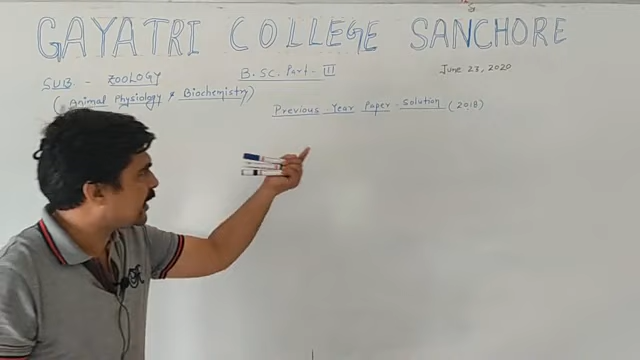 GAYATRI COLLEGE SANCHORE
SUB - ZOOLOGY B.Sc. Part - III June 23, 2020
(Animal Physiology & Biochemistry)
Previous Year Paper Solution (2018)